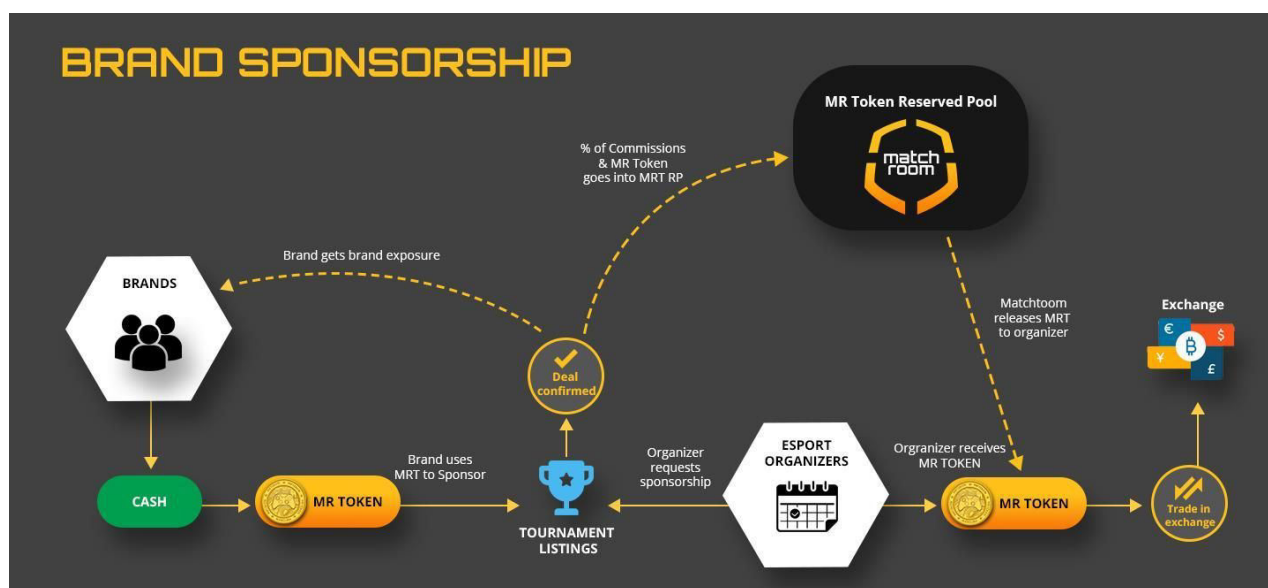 BRAND SPONSORSHIP
MR Token Reserved Pool
match
room
% of Commissions
& MR Token
goes into MRT RP
Brand gets brand exposure
BRANDS
Matchtoom
releases MRT
to organizer
Exchange
€
$
₿
¥
£
Deal
confirmed
CASH
MR TOKEN
Brand uses
MRT to Sponsor
TOURNAMENT
LISTINGS
Organizer
requests
sponsorship
ESPORT
ORGANIZERS
Orgranizer receives
MR TOKEN
MR TOKEN
Trade in
exchange